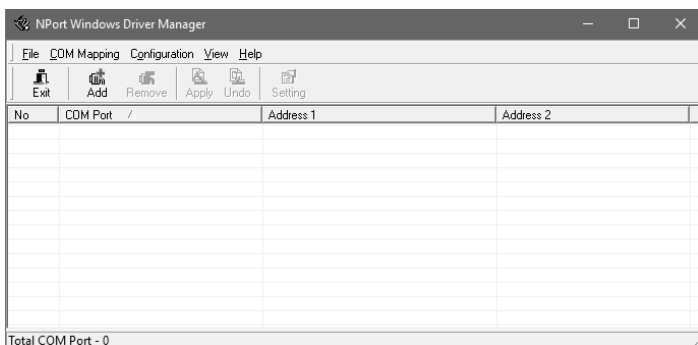 NPort Windows Driver Manager
File COM Mapping Configuration View Help
Exit Add Remove Apply Undo Setting
No COM Port / Address 1 Address 2
Total COM Port - 0